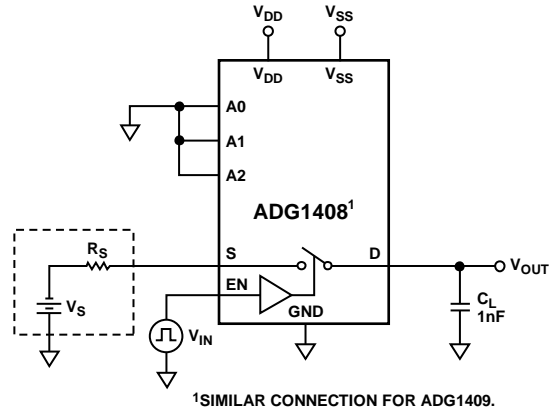 VDD VSS
VDD VSS
A0
A1
A2
ADG1408¹
RS
S D
VOUT
EN
VS
GND
CL
1nF
VIN
¹SIMILAR CONNECTION FOR ADG1409.